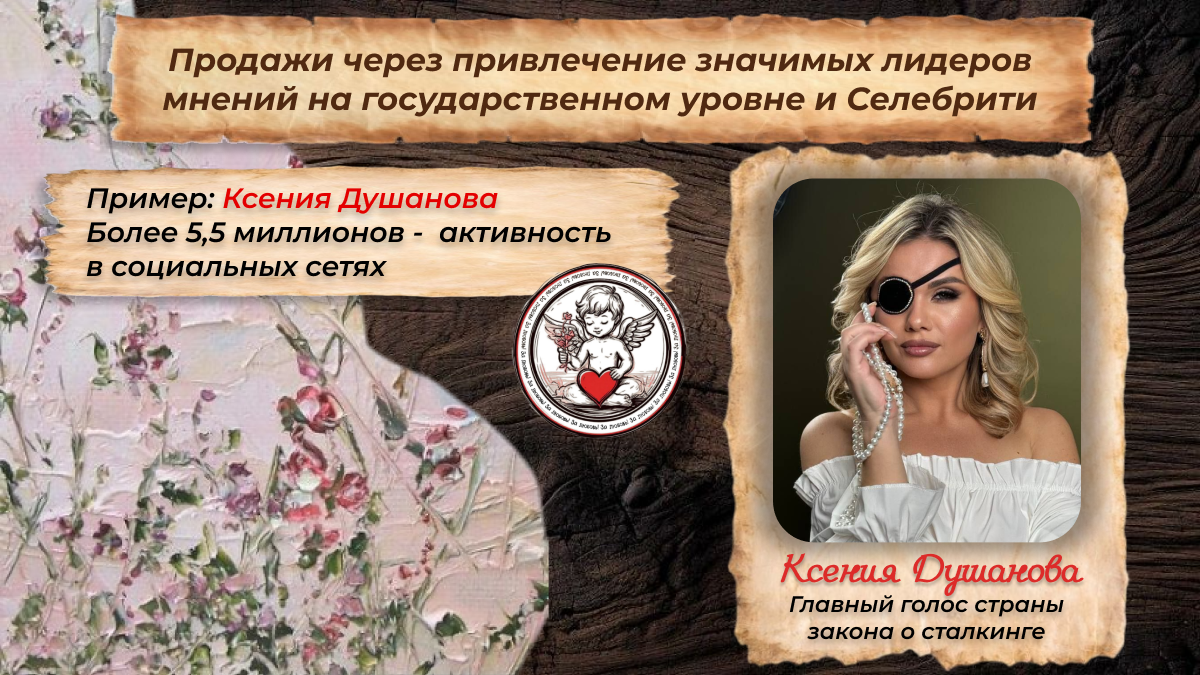 Продажи через привлечение значимых лидеров
мнений на государственном уровне и Селебрити
Пример: Ксения Душанова
Более 5,5 миллионов - активность
в социальных сетях
Ксения Душанова
Главный голос страны
закона о сталкинге